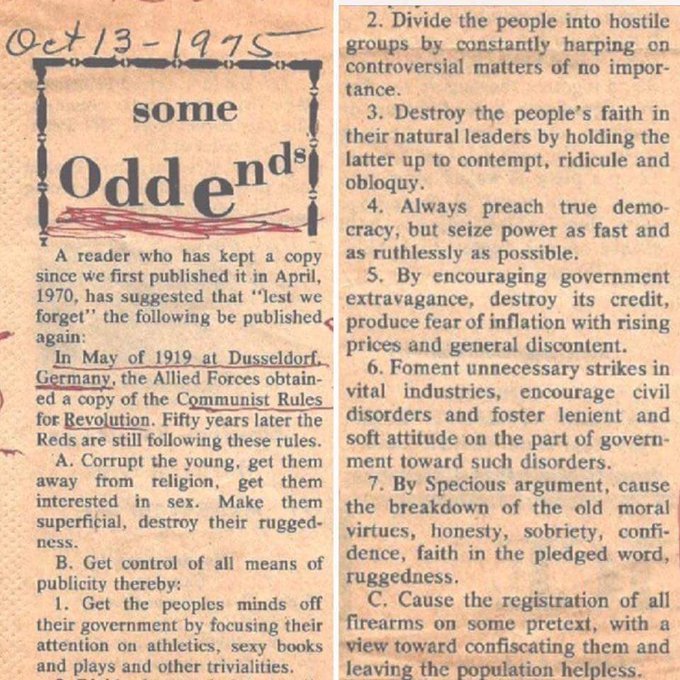 Oct 13-1975
some
Odd ends
A reader who has kept a copy
since we first published it in April,
1970, has suggested that "lest we
forget" the following be published
again:
In May of 1919 at Dusseldorf,
Germany, the Allied Forces obtain-
ed a copy of the Communist Rules
for Revolution. Fifty years later the
Reds are still following these rules.
A. Corrupt the young, get them
away from religion, get them
interested in sex. Make them
superficial, destroy their rugged-
ness.
B. Get control of all means of
publicity thereby:
1. Get the peoples minds off
their government by focusing their
attention on athletics, sexy books
and plays and other trivialities.
2. Divide the people into hostile
groups by constantly harping on
controversial matters of no impor-
tance.
3. Destroy the people's faith in
their natural leaders by holding the
latter up to contempt, ridicule and
obloquy.
4. Always preach true demo-
cracy, but seize power as fast and
as ruthlessly as possible.
5. By encouraging government
extravagance, destroy its credit,
produce fear of inflation with rising
prices and general discontent.
6. Foment unnecessary strikes in
vital industries, encourage civil
disorders and foster lenient and
soft attitude on the part of govern-
ment toward such disorders.
7. By Specious argument, cause
the breakdown of the old moral
virtues, honesty, sobriety, confi-
dence, faith in the pledged word,
ruggedness.
C. Cause the registration of all
firearms on some pretext, with a
view toward confiscating them and
leaving the population helpless.